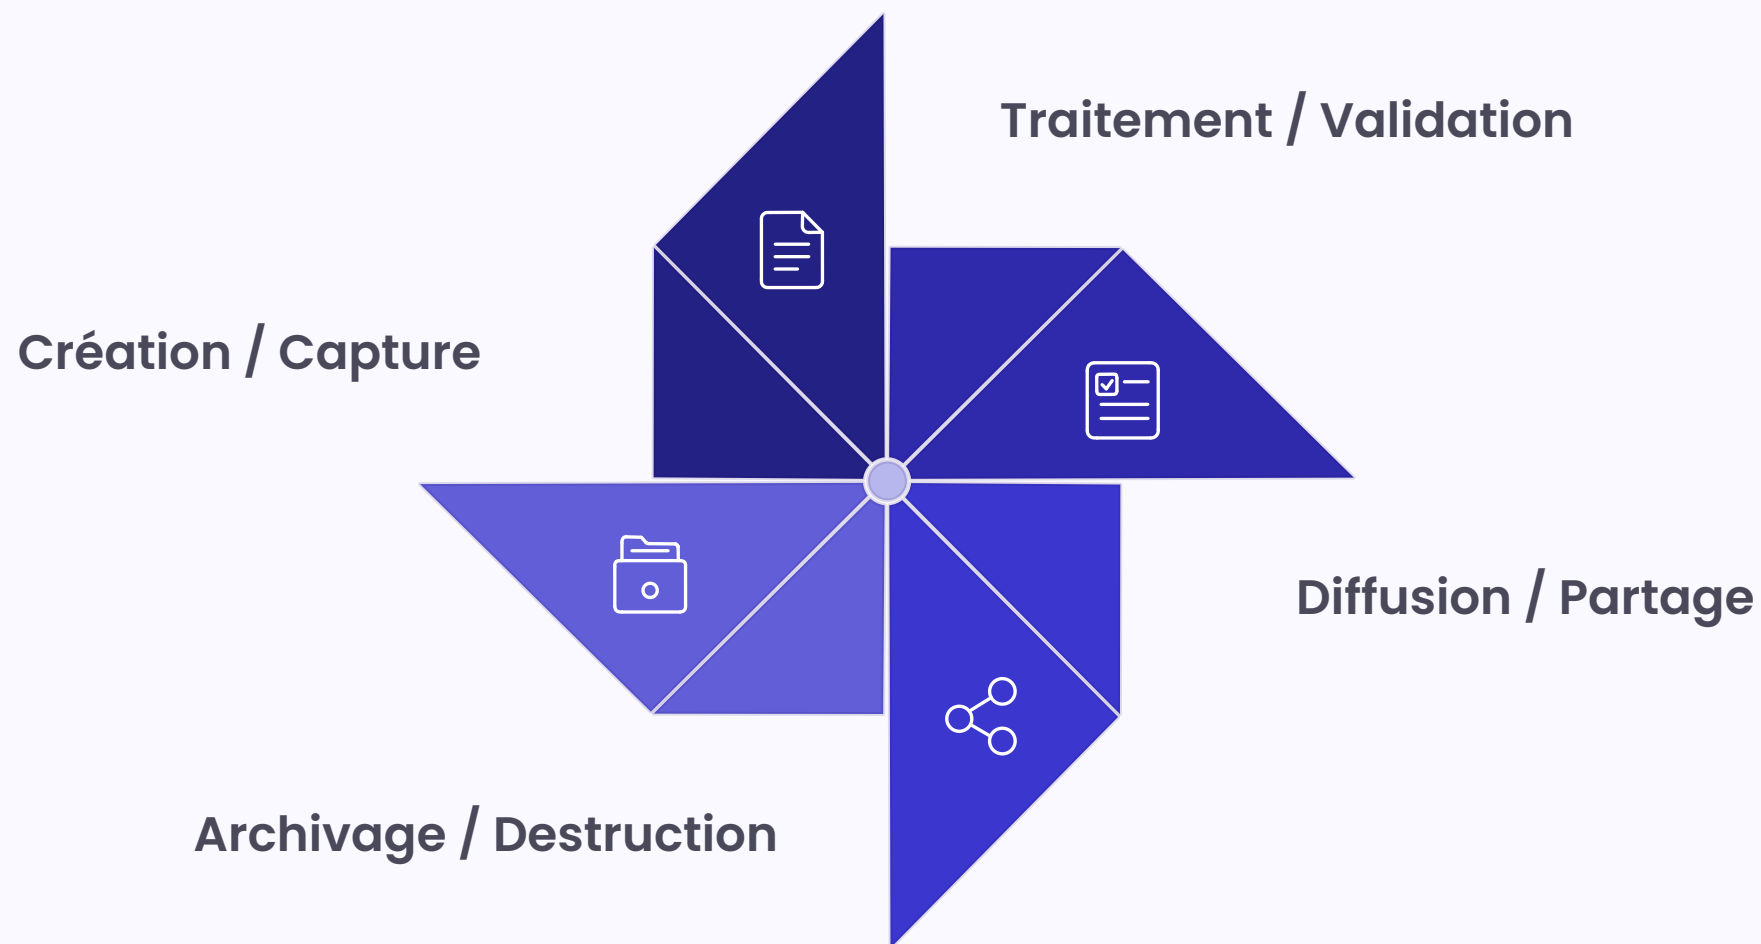 Traitement / Validation
Création / Capture
Diffusion / Partage
Archivage / Destruction